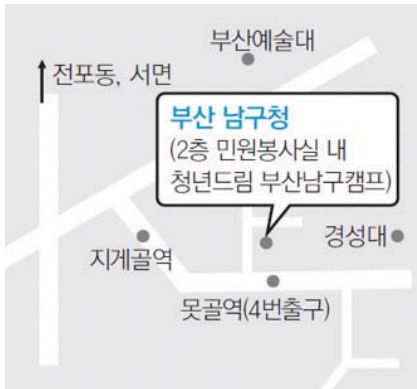 부산예술대
전포동, 서면
부산 남구청
(2층 민원봉사실 내
청년드림 부산남구캠프)
경성대
지게골역
못골역(4번출구)